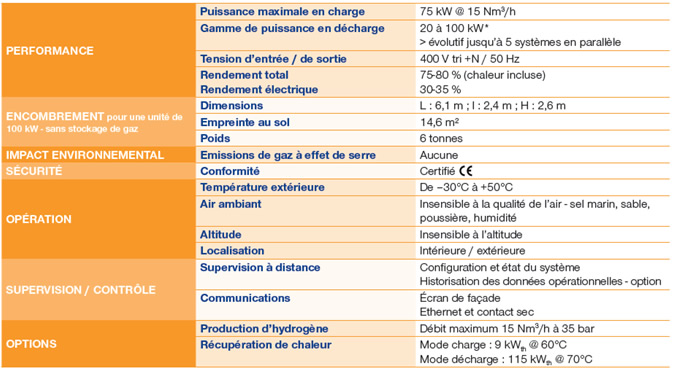 PERFORMANCE
Puissance maximale en charge 75 kW @ 15 Nm³/h
Gamme de puissance en décharge 20 à 100 kW*
> évolutif jusqu'à 5 systèmes en parallèle
Tension d'entrée / de sortie 400 V tri +N / 50 Hz
Rendement total 75-80 % (chaleur incluse)
Rendement électrique 30-35 %
ENCOMBREMENT pour une unité de
100 kW - sans stockage de gaz
Dimensions L : 6,1 m ; l : 2,4 m ; H : 2,6 m
Empreinte au sol 14,6 m²
Poids 6 tonnes
IMPACT ENVIRONNEMENTAL Emissions de gaz à effet de serre Aucune
SÉCURITÉ Conformité Certifié CE
OPÉRATION
Température extérieure De –30°C à +50°C
Air ambiant Insensible à la qualité de l'air - sel marin, sable,
poussière, humidité
Altitude Insensible à l'altitude
Localisation Intérieure / extérieure
SUPERVISION / CONTRÔLE
Supervision à distance Configuration et état du système
Historisation des données opérationnelles - option
Communications Écran de façade
Ethernet et contact sec
OPTIONS
Production d'hydrogène Débit maximum 15 Nm³/h à 35 bar
Récupération de chaleur Mode charge : 9 kWth @ 60°C
Mode décharge : 115 kWth @ 70°C